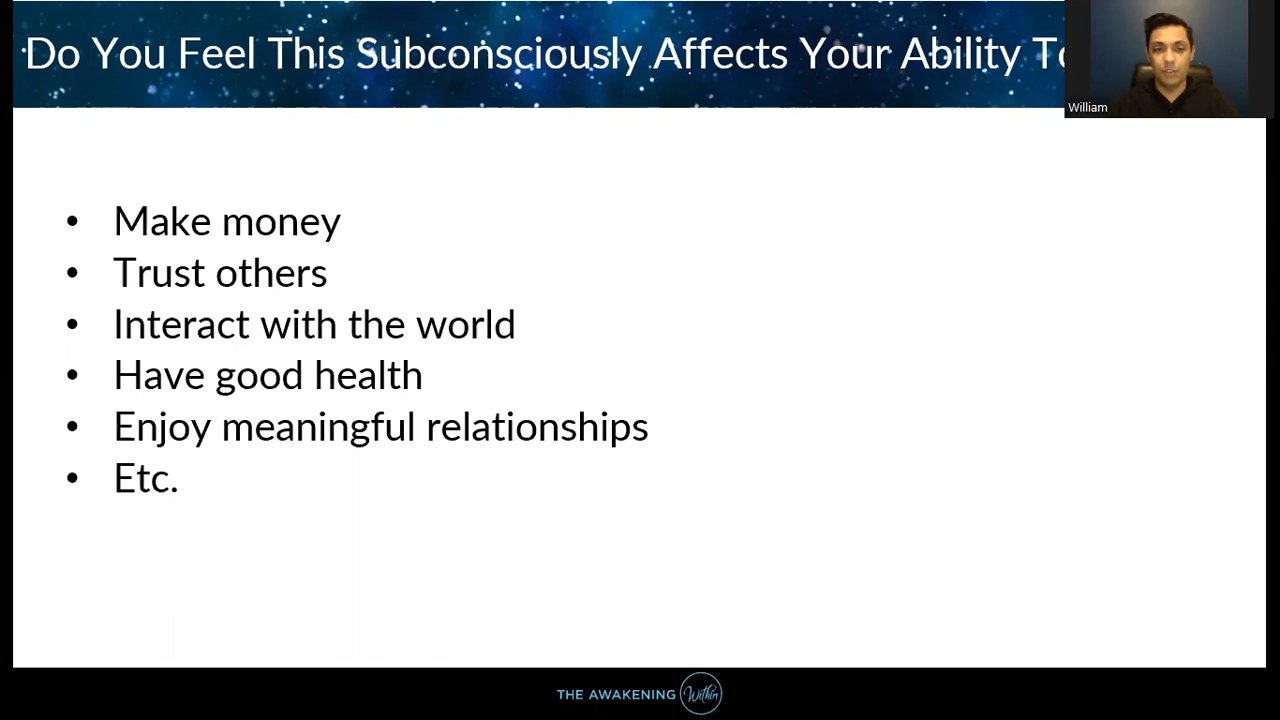 Do You Feel This Subconsciously Affects Your Ability To
William
• Make money
• Trust others
• Interact with the world
• Have good health
• Enjoy meaningful relationships
• Etc.
THE AWAKENING Within